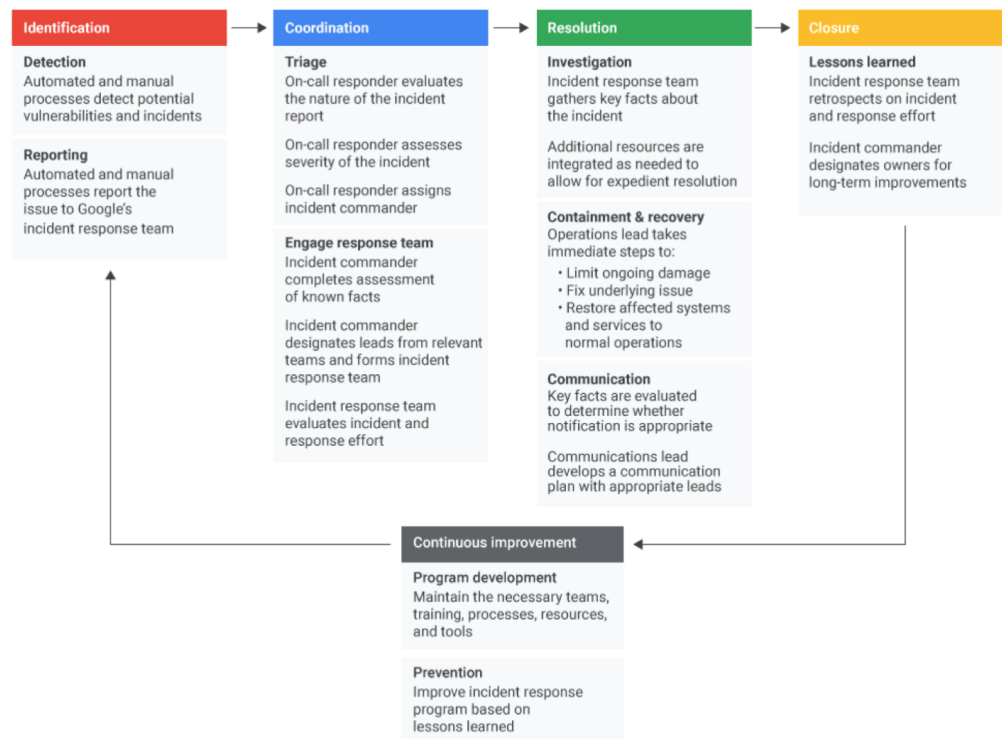 Identification
Detection
Automated and manual
processes detect potential
vulnerabilities and incidents
Reporting
Automated and manual
processes report the
issue to Google's
incident response team
Coordination
Triage
On-call responder evaluates
the nature of the incident
report
On-call responder assesses
severity of the incident
On-call responder assigns
incident commander
Engage response team
Incident commander
completes assessment
of known facts
Incident commander
designates leads from relevant
teams and forms incident
response team
Incident response team
evaluates incident and
response effort
Resolution
Investigation
Incident response team
gathers key facts about
the incident
Additional resources are
integrated as needed to
allow for expedient resolution
Containment & recovery
Operations lead takes
immediate steps to:
• Limit ongoing damage
• Fix underlying issue
• Restore affected systems
and services to
normal operations
Communication
Key facts are evaluated
to determine whether
notification is appropriate
Communications lead
develops a communication
plan with appropriate leads
Closure
Lessons learned
Incident response team
retrospects on incident
and response effort
Incident commander
designates owners for
long-term improvements
Continuous improvement
Program development
Maintain the necessary teams,
training, processes, resources,
and tools
Prevention
Improve incident response
program based on
lessons learned